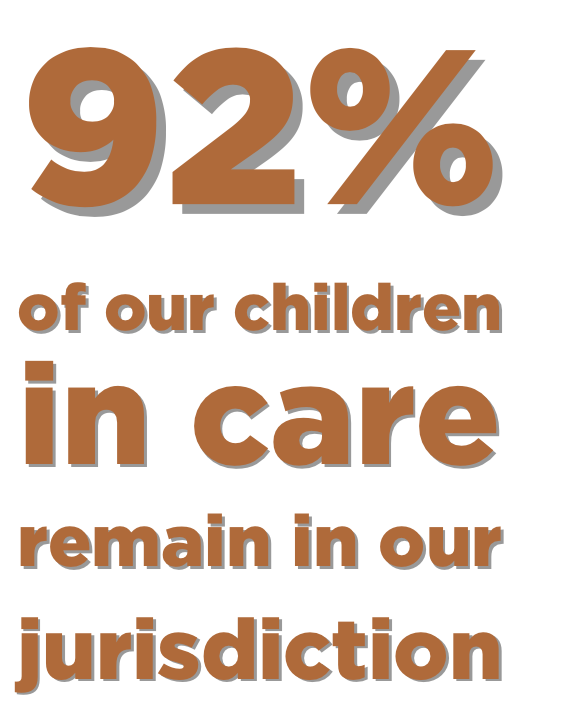 92%
of our children
in care
remain in our
jurisdiction